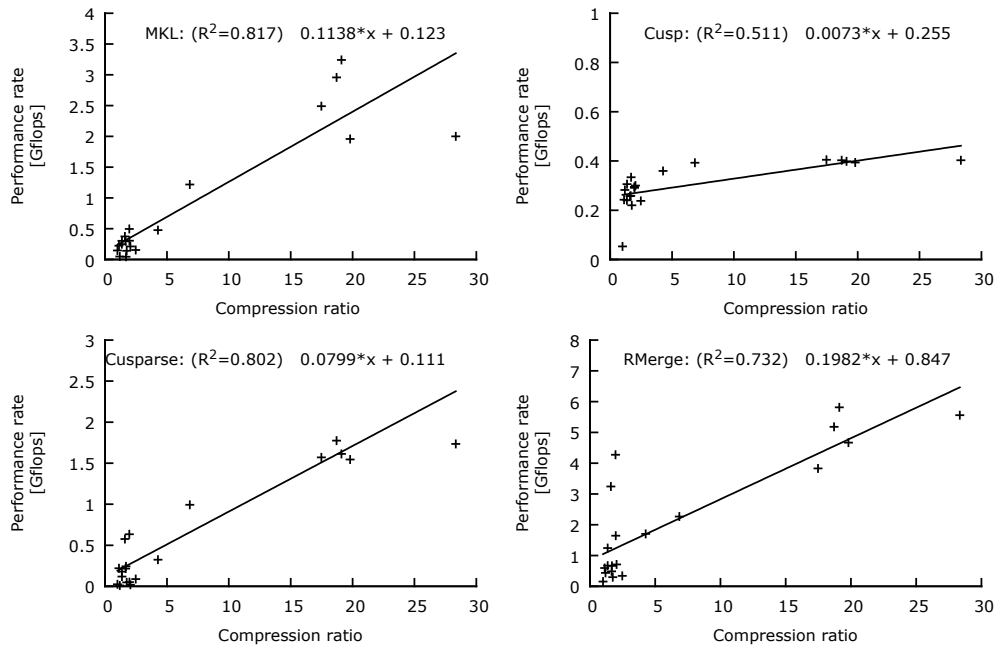 MKL: (R²=0.817) 0.1138*x + 0.123
Performance rate
[Gflops]
4
3.5
3
2.5
2
1.5
1
0.5
0
0 5 10 15 20 25 30
Compression ratio
Cusp: (R²=0.511) 0.0073*x + 0.255
Performance rate
[Gflops]
1
0.8
0.6
0.4
0.2
0
0 5 10 15 20 25 30
Compression ratio
Cusparse: (R²=0.802) 0.0799*x + 0.111
Performance rate
[Gflops]
3
2.5
2
1.5
1
0.5
0
0 5 10 15 20 25 30
Compression ratio
RMerge: (R²=0.732) 0.1982*x + 0.847
Performance rate
[Gflops]
8
7
6
5
4
3
2
1
0
0 5 10 15 20 25 30
Compression ratio